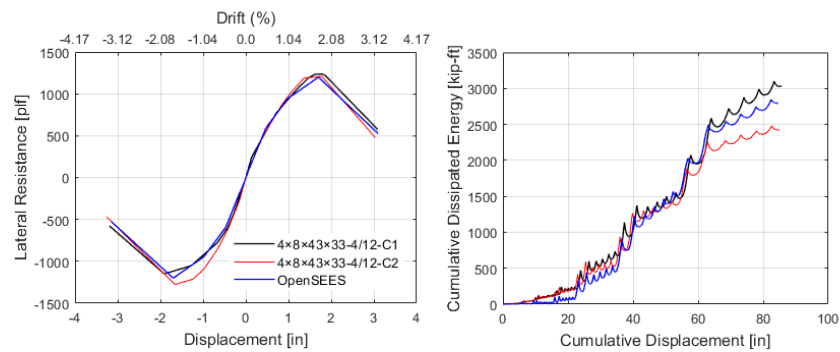 Drift (%)
-4.17 -3.12 -2.08 -1.04 0.0 1.04 2.08 3.12 4.17
1500
1000
500
0
-500
-1000
-1500
Lateral Resistance [plf]
4×8×43×33-4/12-C1
4×8×43×33-4/12-C2
OpenSEES
-4 -3 -2 -1 0 1 2 3 4
Displacement [in]
3500
3000
2500
2000
1500
1000
500
0
Cumulative Dissipated Energy [kip-ft]
0 20 40 60 80 100
Cumulative Displacement [in]